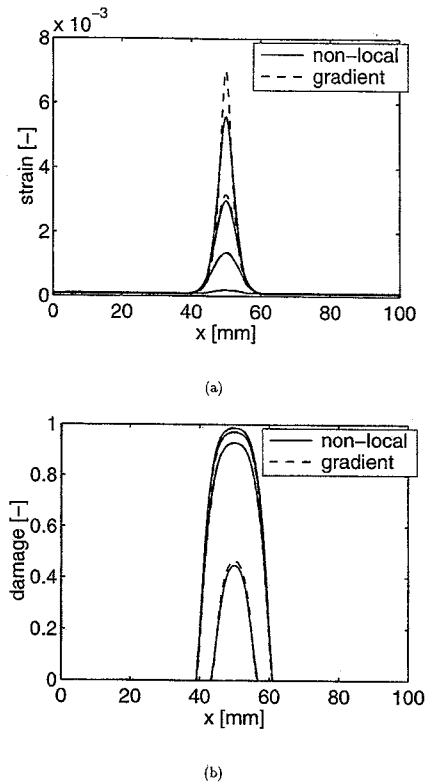 x 10⁻³
8
6
4
2
0
strain [-]
non-local
gradient
0 20 40 60 80 100
x [mm]
(a)
1
0.8
0.6
0.4
0.2
0
damage [-]
non-local
gradient
0 20 40 60 80 100
x [mm]
(b)